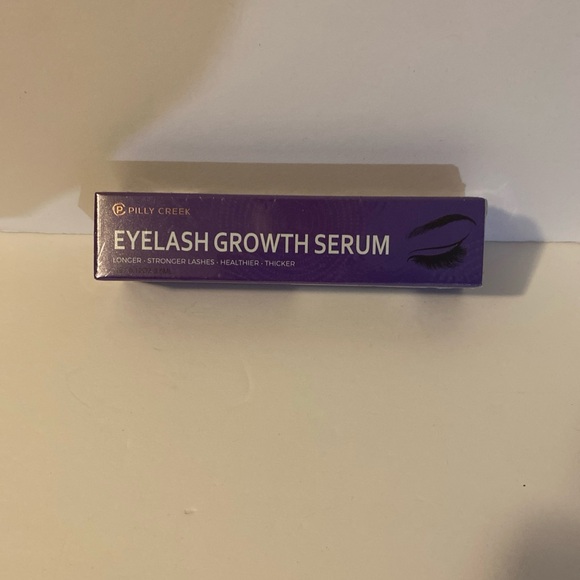 PILLY CREEK
EYELASH GROWTH SERUM
LONGER · STRONGER LASHES · HEALTHIER · THICKER